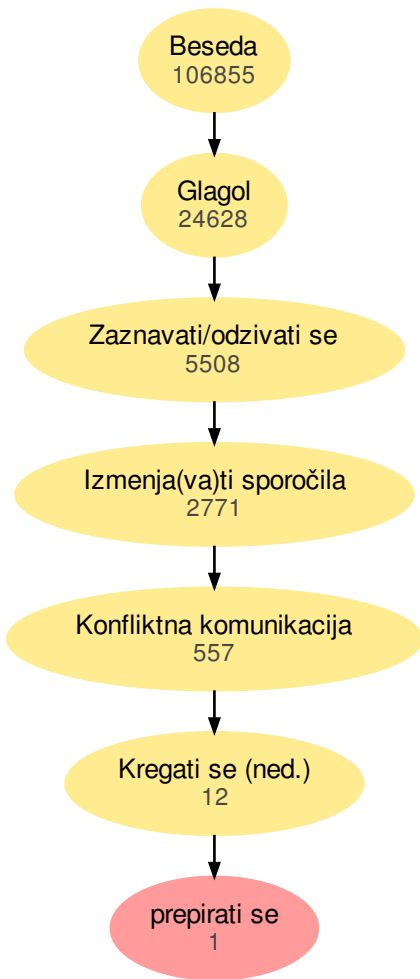 Beseda
106855
Glagol
24628
Zaznavati/odzivati se
5508
Izmenja(va)ti sporočila
2771
Konfliktna komunikacija
557
Kregati se (ned.)
12
prepirati se
1